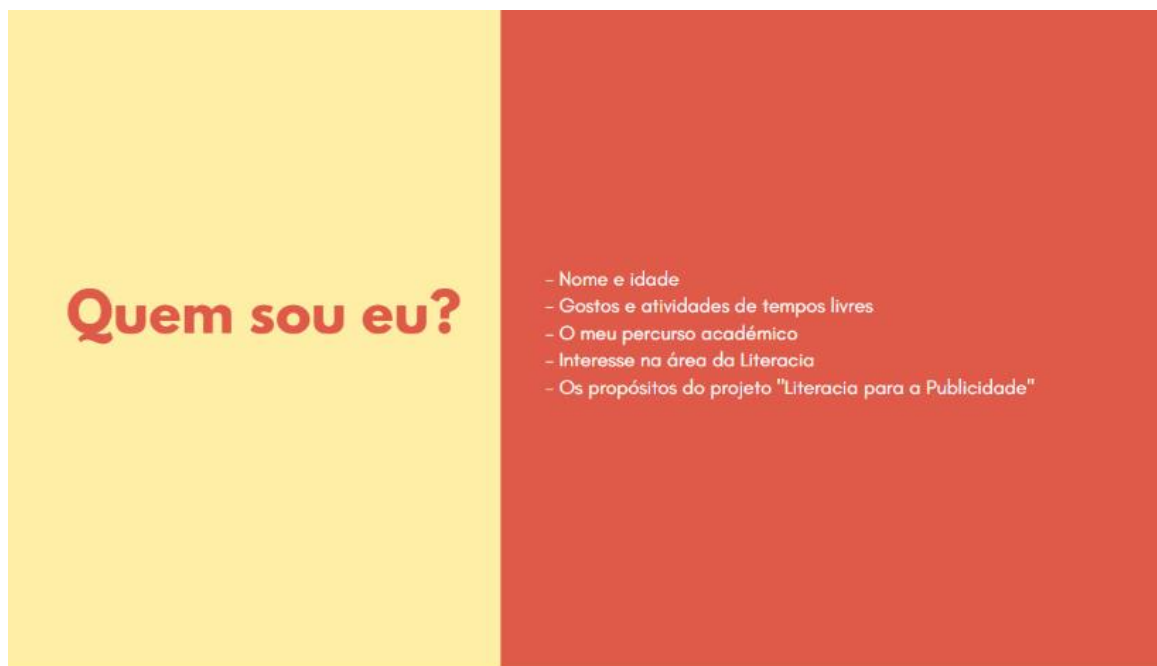 Quem sou eu?
- Nome e idade
- Gostos e atividades de tempos livres
- O meu percurso académico
- Interesse na área da Literacia
- Os propósitos do projeto "Literacia para a Publicidade"